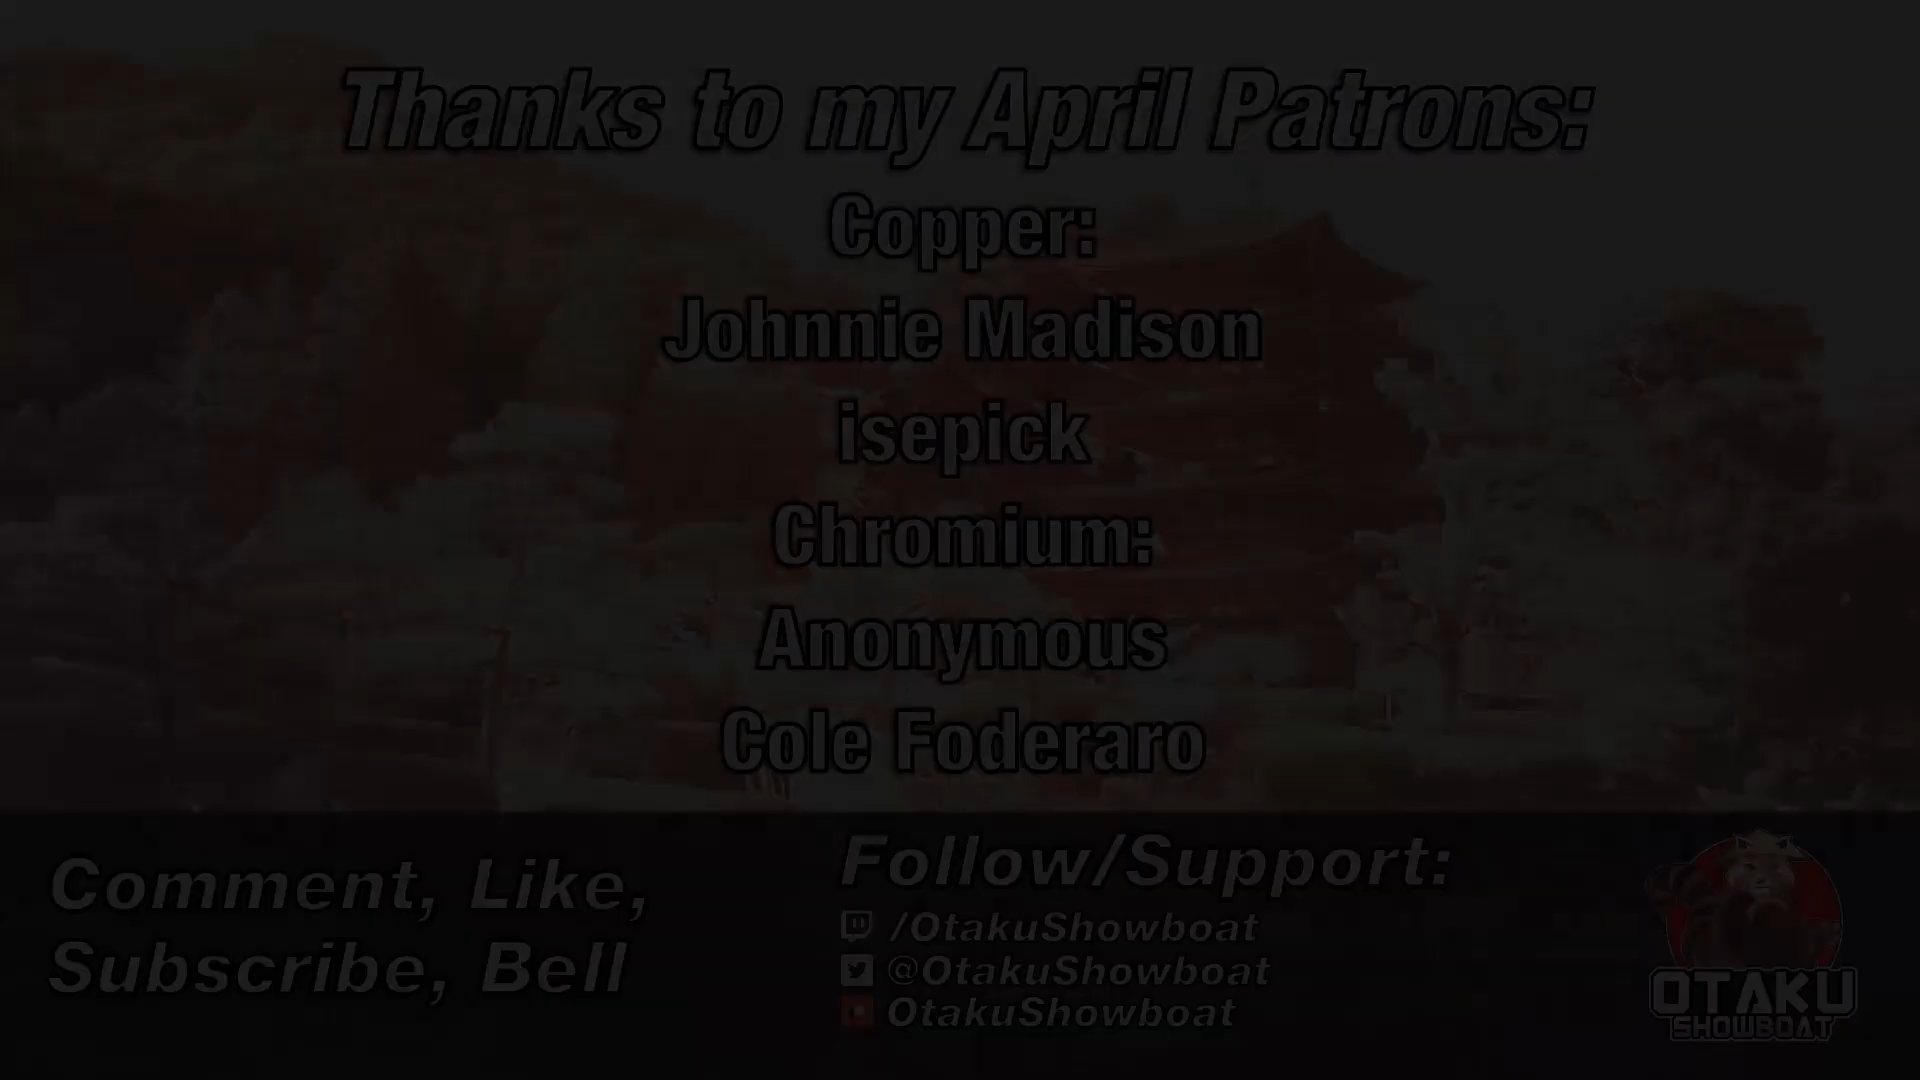 Thanks to my April Patrons:
Copper:
Johnnie Madison
isepick
Chromium:
Anonymous
Cole Foderaro
Comment, Like,
Subscribe, Bell
Follow/Support:
/OtakuShowboat
@OtakuShowboat
OtakuShowboat
OTAKU
SHOWBOAT